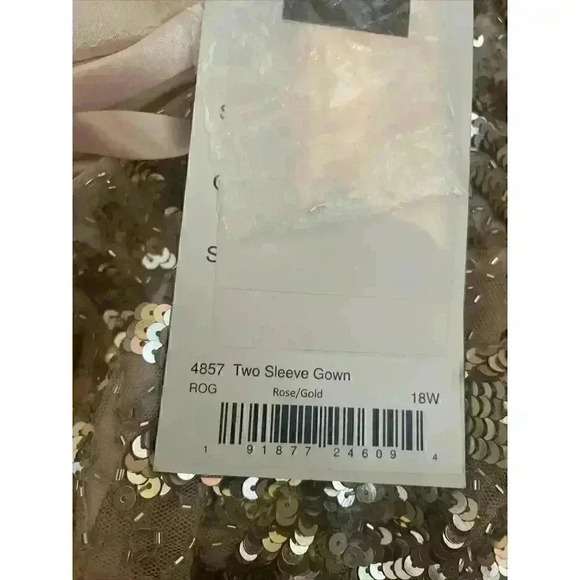 S
S
4857 Two Sleeve Gown
ROG Rose/Gold 18W
1 91877 24609 4